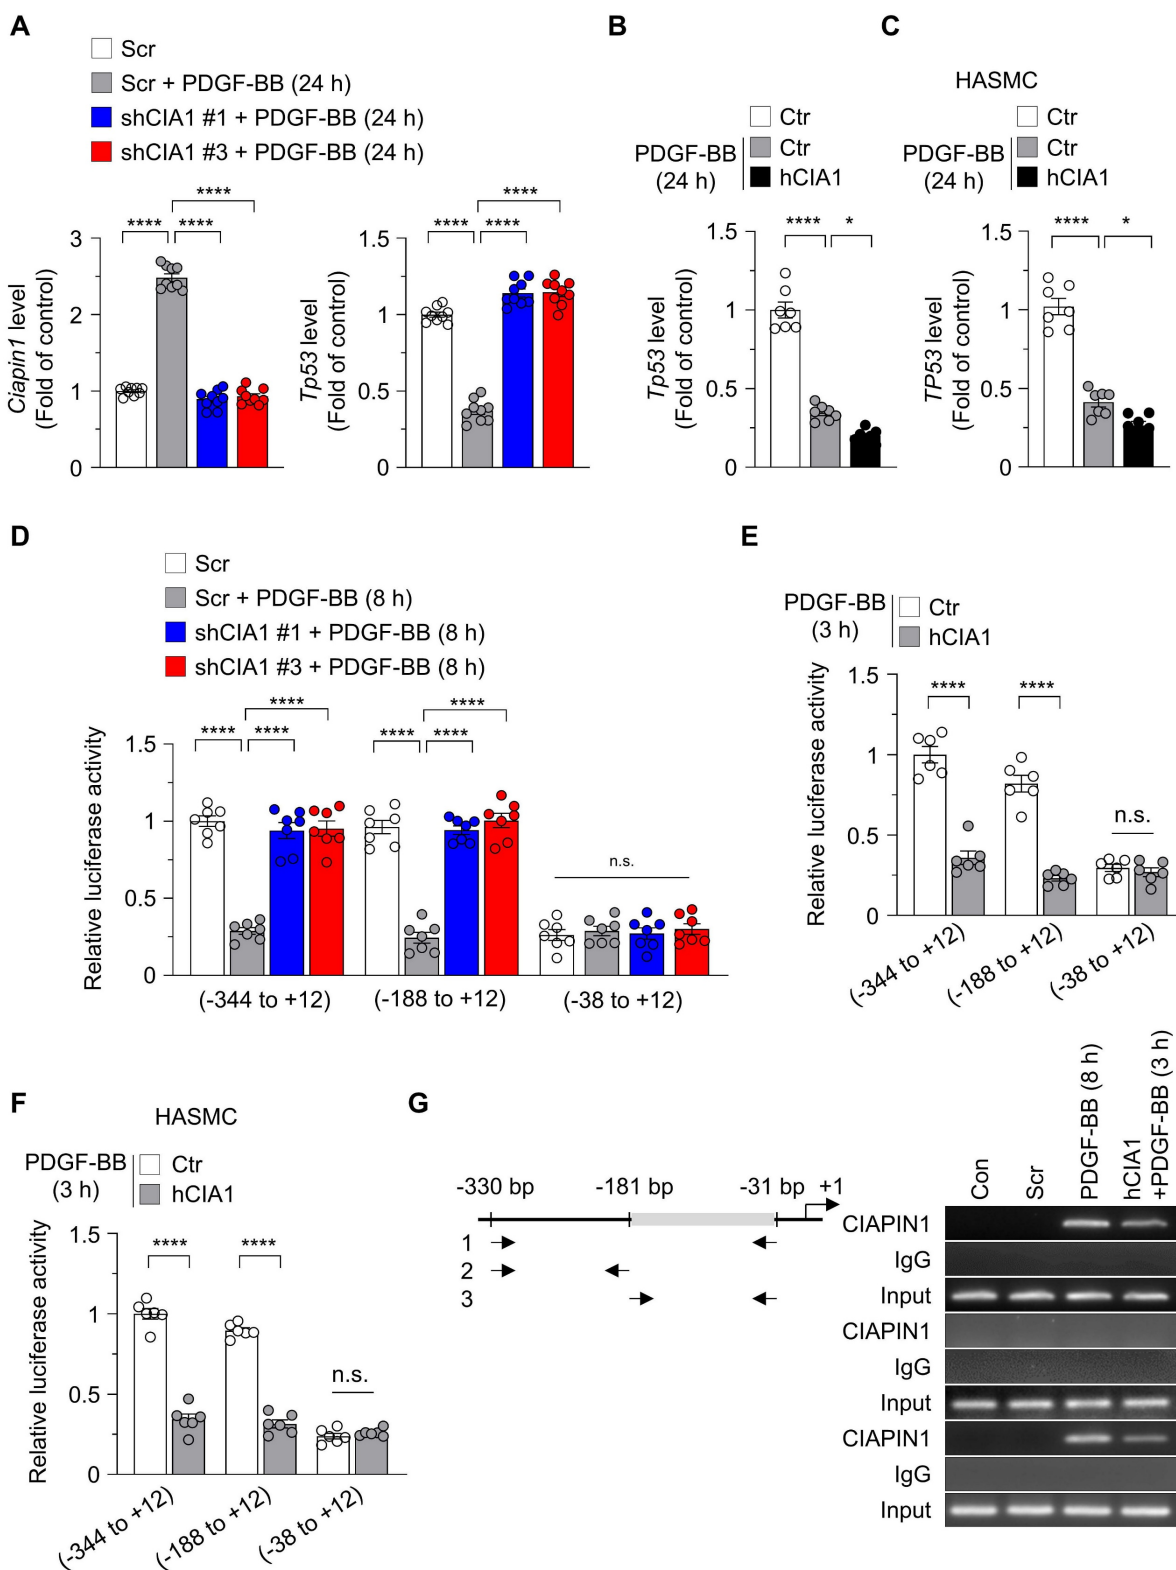 A
Scr
Scr + PDGF-BB (24 h)
shCIA1 #1 + PDGF-BB (24 h)
shCIA1 #3 + PDGF-BB (24 h)
****
**** ****
3
2
1
0
Ciapin1 level
(Fold of control)
****
**** ****
1.5
1
0.5
0
Tp53 level
(Fold of control)
B
Ctr
PDGF-BB
(24 h)
Ctr
hCIA1
**** *
1.5
1
0.5
0
Tp53 level
(Fold of control)
C
HASMC
Ctr
PDGF-BB
(24 h)
Ctr
hCIA1
**** *
1.5
1
0.5
0
TP53 level
(Fold of control)
D
Scr
Scr + PDGF-BB (8 h)
shCIA1 #1 + PDGF-BB (8 h)
shCIA1 #3 + PDGF-BB (8 h)
**** ****
**** **** **** ****
n.s.
1.5
1
0.5
0
Relative luciferase activity
(-344 to +12) (-188 to +12) (-38 to +12)
E
PDGF-BB
(3 h)
Ctr
hCIA1
**** ****
n.s.
1.5
1
0.5
0
Relative luciferase activity
(-344 to +12)
(-188 to +12)
(-38 to +12)
F
HASMC
PDGF-BB
(3 h)
Ctr
hCIA1
**** ****
n.s.
1.5
1
0.5
0
Relative luciferase activity
(-344 to +12)
(-188 to +12)
(-38 to +12)
G
-330 bp -181 bp -31 bp +1
1
2
3
Con
Scr
PDGF-BB (8 h)
hCIA1
+PDGF-BB (3 h)
CIAPIN1
IgG
Input
CIAPIN1
IgG
Input
CIAPIN1
IgG
Input